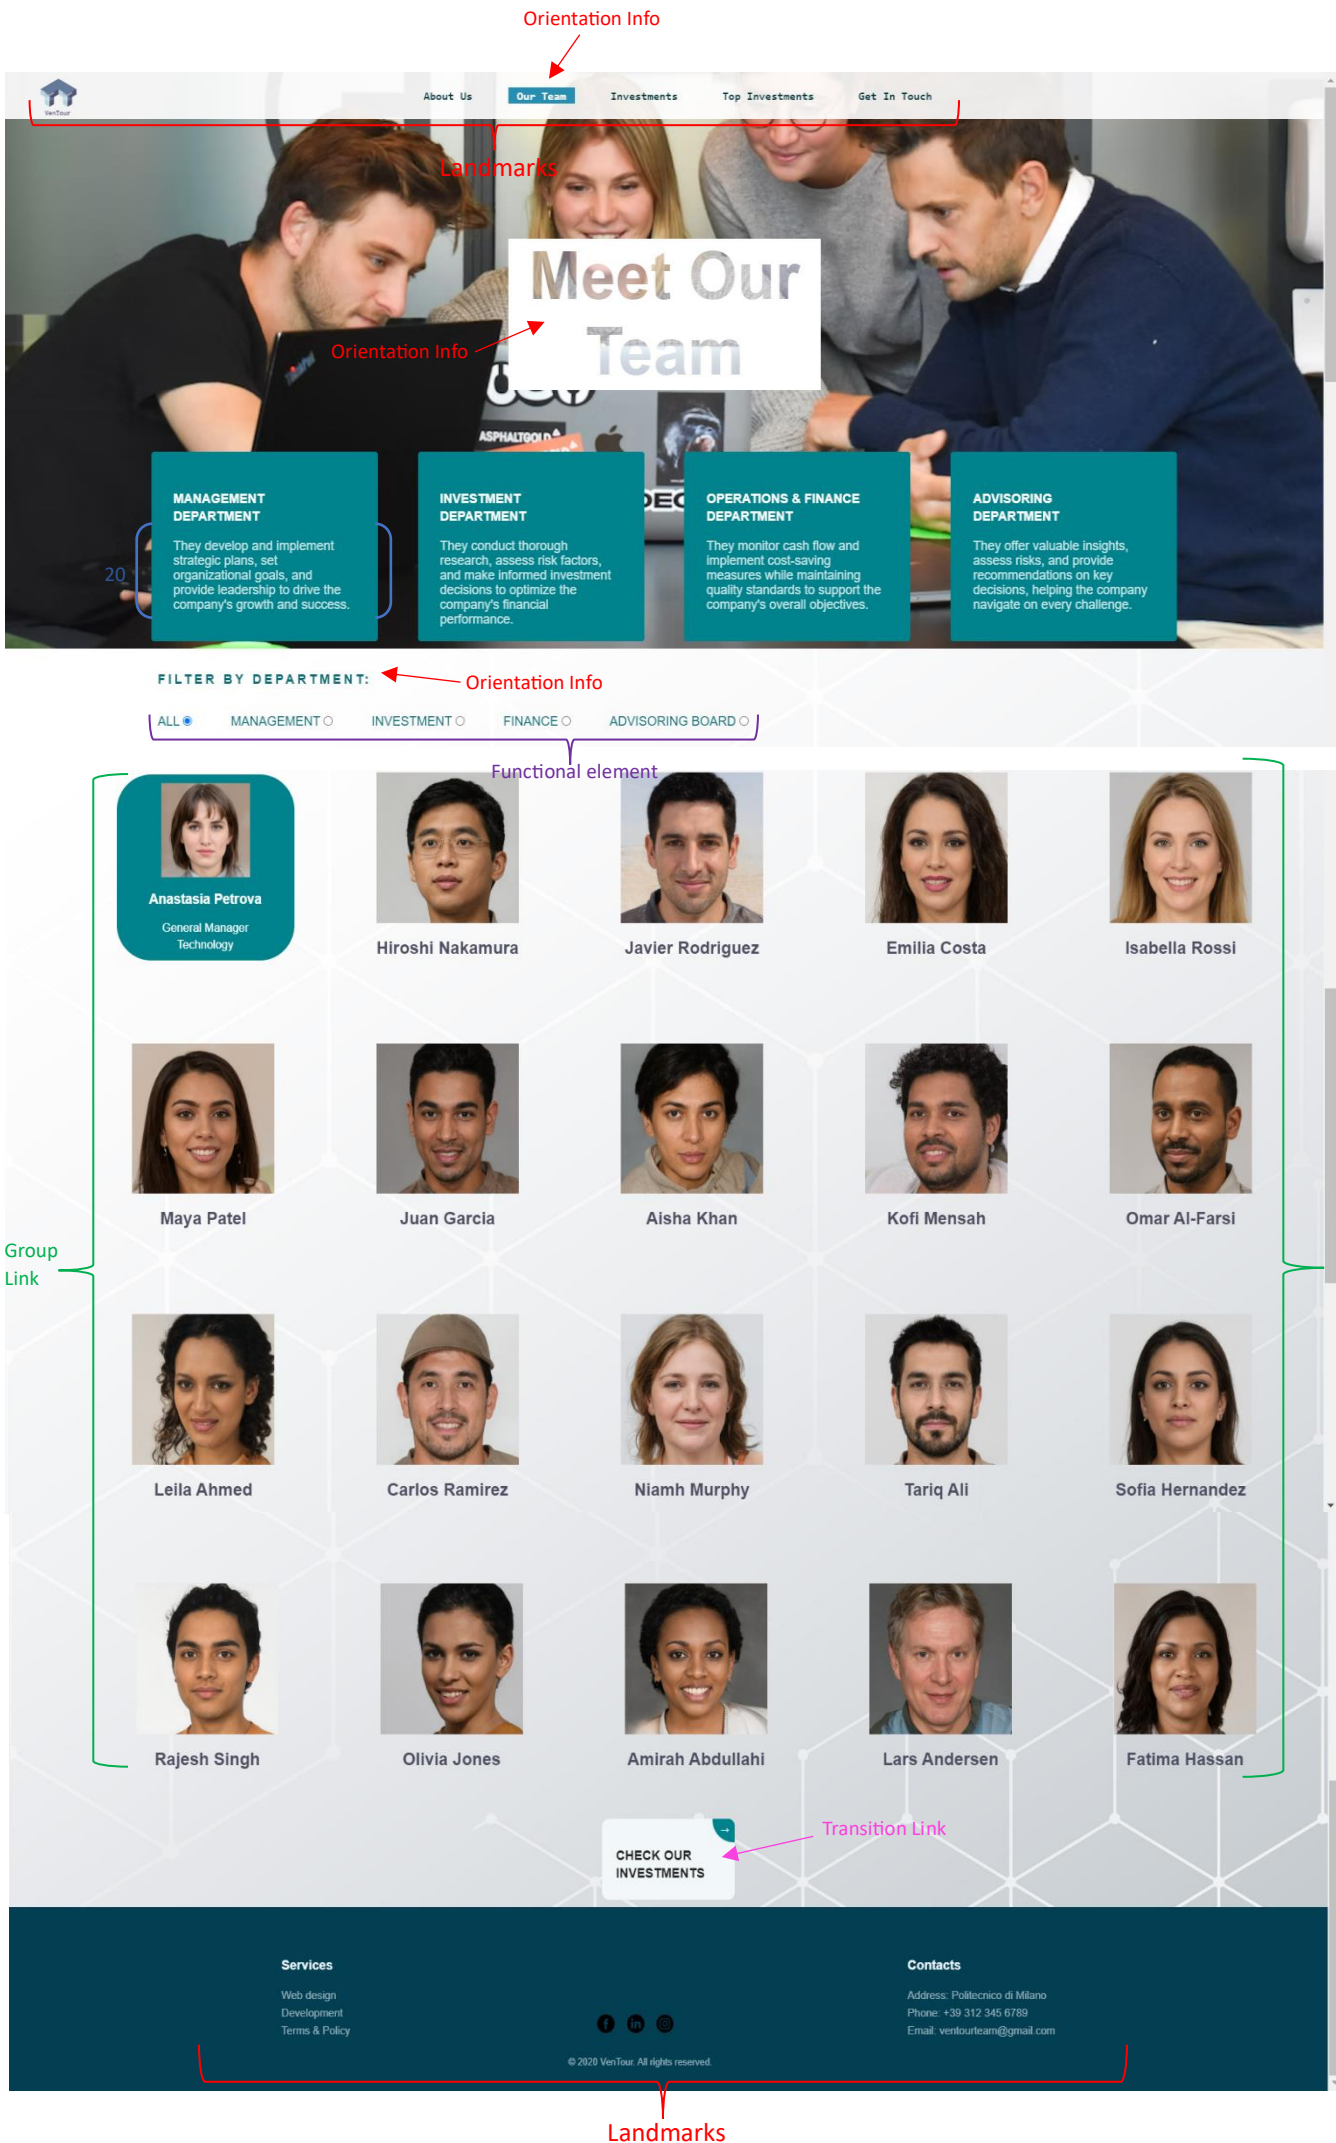 Orientation Info
VenTour
About Us Our Team Investments Top Investments Get In Touch
Landmarks
Meet Our
Team
Orientation Info
ThinkPad
ASPHALTGOLD
MANAGEMENT
DEPARTMENT
They develop and implement
strategic plans, set
organizational goals, and
provide leadership to drive the
company's growth and success.
20
INVESTMENT
DEPARTMENT
They conduct thorough
research, assess risk factors,
and make informed investment
decisions to optimize the
company's financial
performance.
OPERATIONS & FINANCE
DEPARTMENT
They monitor cash flow and
implement cost-saving
measures while maintaining
quality standards to support the
company's overall objectives.
ADVISORING
DEPARTMENT
They offer valuable insights,
assess risks, and provide
recommendations on key
decisions, helping the company
navigate on every challenge.
FILTER BY DEPARTMENT:
Orientation Info
ALL MANAGEMENT INVESTMENT FINANCE ADVISORING BOARD
Functional element
Anastasia Petrova
General Manager
Technology
Hiroshi Nakamura Javier Rodriguez Emilia Costa Isabella Rossi
Maya Patel Juan Garcia Aisha Khan Kofi Mensah Omar Al-Farsi
Group
Link
Leila Ahmed Carlos Ramirez Niamh Murphy Tariq Ali Sofia Hernandez
Rajesh Singh Olivia Jones Amirah Abdullahi Lars Andersen Fatima Hassan
Transition Link
→
CHECK OUR
INVESTMENTS
Services
Web design
Development
Terms & Policy
f in
© 2020 VenTour. All rights reserved.
Contacts
Address: Politecnico di Milano
Phone: +39 312 345 6789
Email: ventourteam@gmail.com
Landmarks